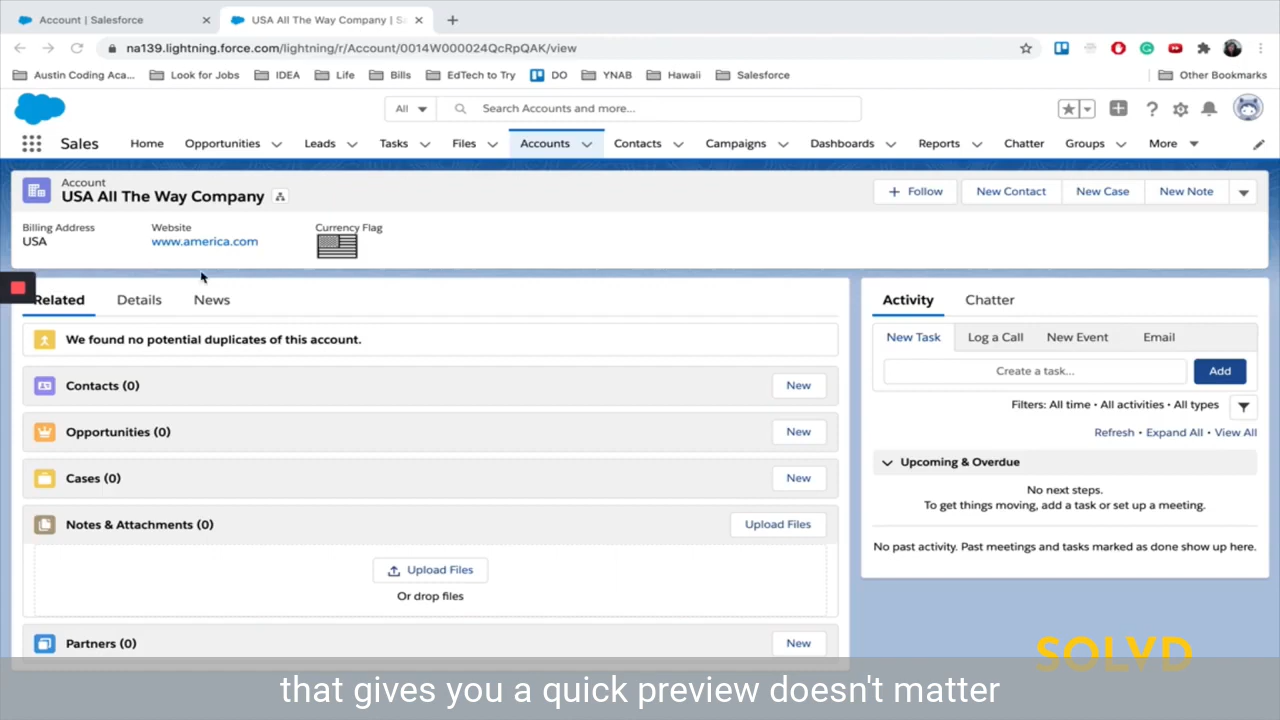 Account | Salesforce
USA All The Way Company | Sa
na139.lightning.force.com/lightning/r/Account/0014W000024QcRpQAK/view
Austin Coding Aca... Look for Jobs IDEA Life Bills EdTech to Try DO YNAB Hawaii Salesforce Other Bookmarks
All Search Accounts and more...
Sales Home Opportunities Leads Tasks Files Accounts Contacts Campaigns Dashboards Reports Chatter Groups More
Account
USA All The Way Company
+ Follow New Contact New Case New Note
Billing Address Website Currency Flag
USA www.america.com
Related Details News
We found no potential duplicates of this account.
Contacts (0) New
Opportunities (0) New
Cases (0) New
Notes & Attachments (0) Upload Files
Upload Files
Or drop files
Partners (0) New
Activity Chatter
New Task Log a Call New Event Email
Create a task... Add
Filters: All time • All activities • All types
Refresh • Expand All • View All
Upcoming & Overdue
No next steps.
To get things moving, add a task or set up a meeting.
No past activity. Past meetings and tasks marked as done show up here.
SOLVD
that gives you a quick preview doesn't matter